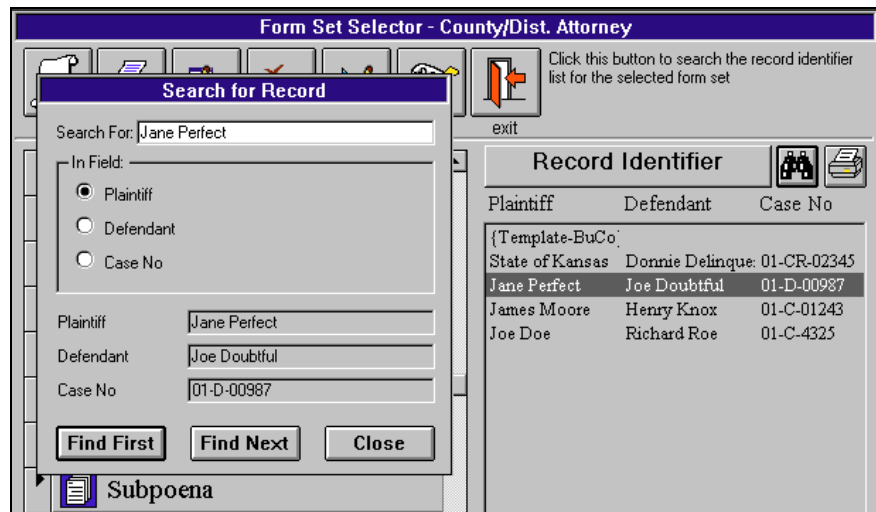 Form Set Selector - County/Dist. Attorney
Click this button to search the record identifier
list for the selected form set
exit
Search for Record
Search For: Jane Perfect
In Field:
Plaintiff
Defendant
Case No
Plaintiff Jane Perfect
Defendant Joe Doubtful
Case No 01-D-00987
Find First Find Next Close
Subpoena
Record Identifier
Plaintiff Defendant Case No
{Template-BuCo
State of Kansas Donnie Delinque: 01-CR-02345
Jane Perfect Joe Doubtful 01-D-00987
James Moore Henry Knox 01-C-01243
Joe Doe Richard Roe 01-C-4325